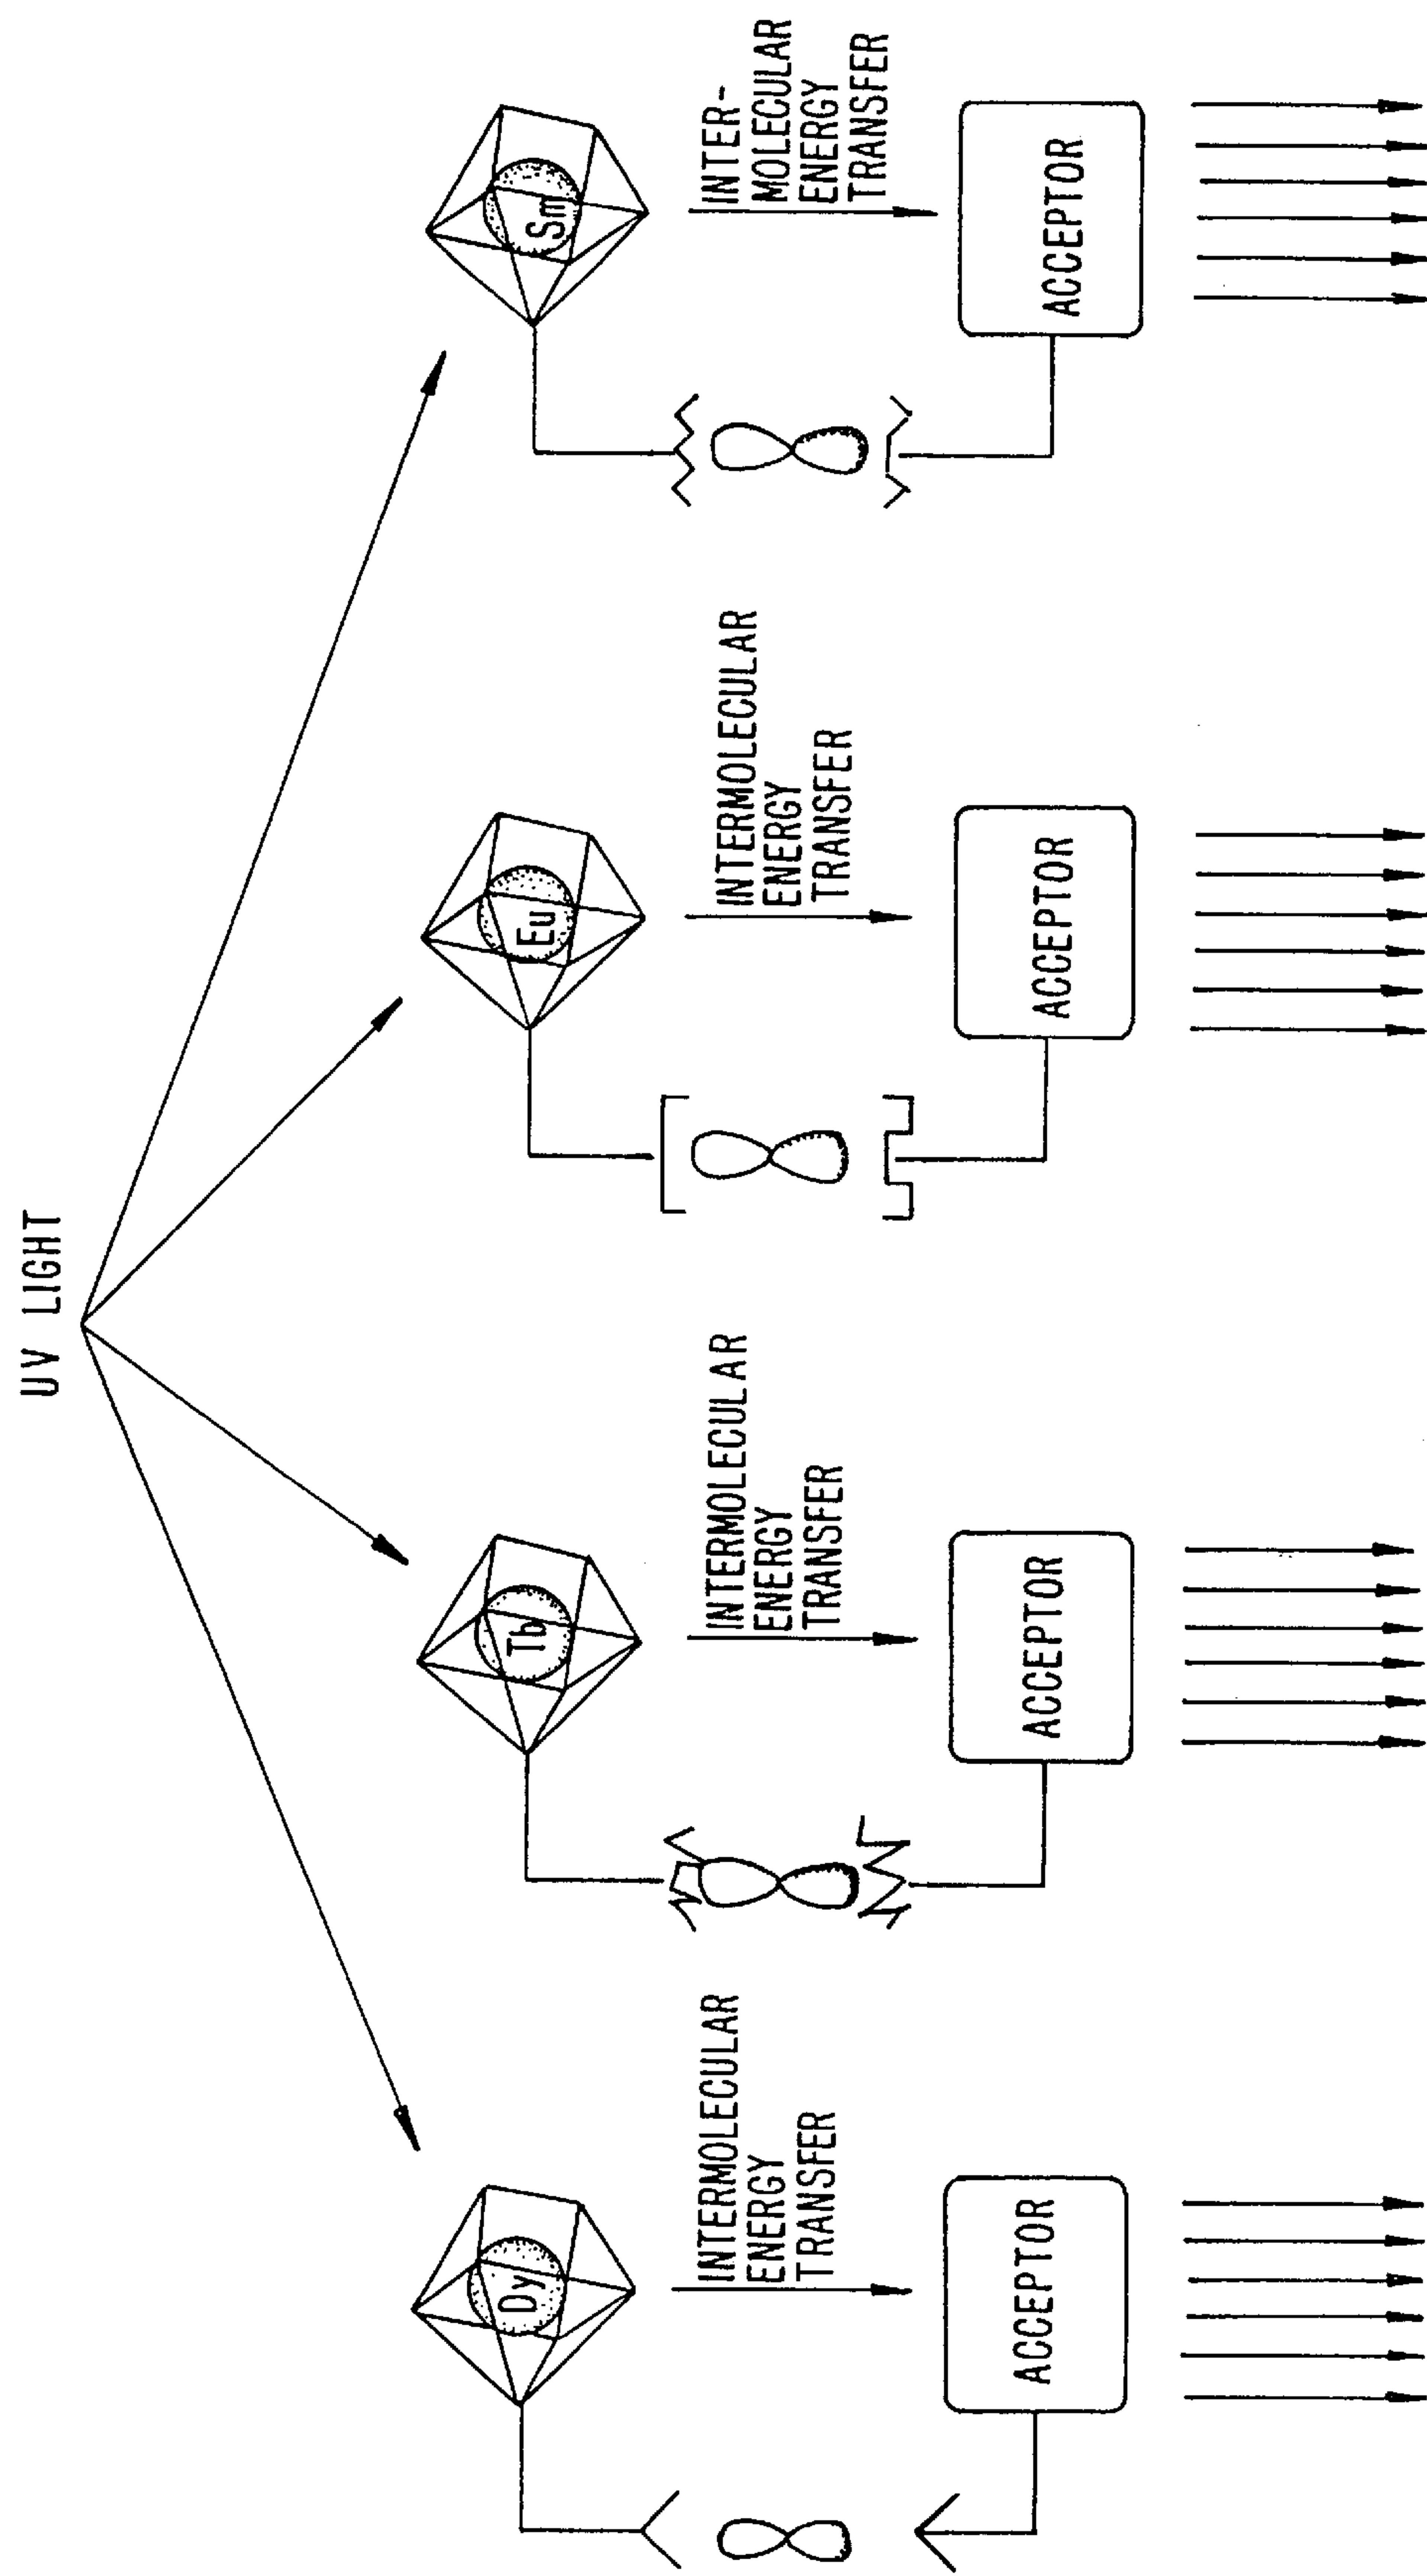 UV LIGHT
Dy
INTERMOLECULAR
ENERGY
TRANSFER
ACCEPTOR
Tb
INTERMOLECULAR
ENERGY
TRANSFER
ACCEPTOR
Eu
INTERMOLECULAR
ENERGY
TRANSFER
ACCEPTOR
Sm
INTER-
MOLECULAR
ENERGY
TRANSFER
ACCEPTOR